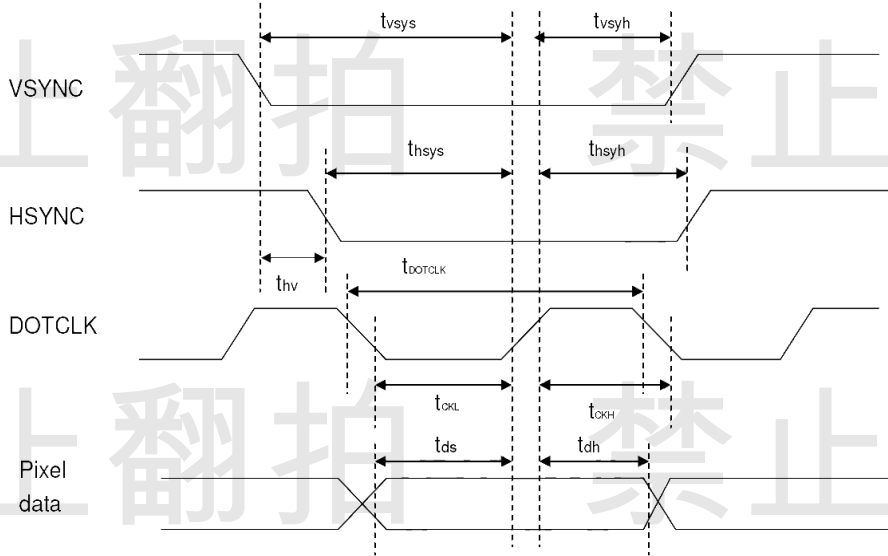 tvsys
tvsyh
VSYNC
上翻拍 禁止
thsys
thsyh
HSYNC
thv
tDOTCLK
DOTCLK
tCKL
tCKH
上翻拍 禁止
tds
tdh
Pixel
data